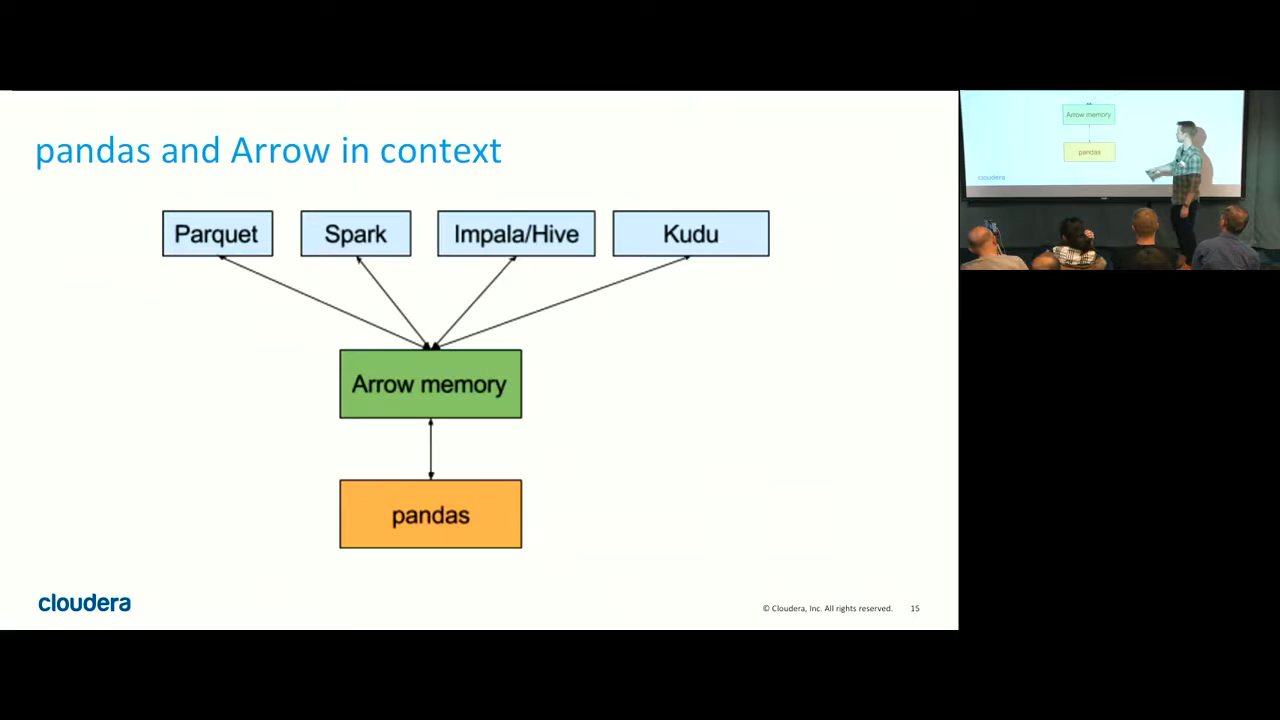 pandas and Arrow in context
Parquet
Spark
Impala/Hive
Kudu
Arrow memory
pandas
cloudera
© Cloudera, Inc. All rights reserved.
15
Arrow memory
pandas
cloudera